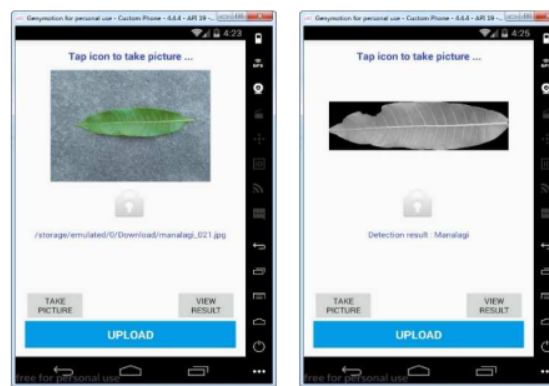 Genymotion for personal use - Custom Phone - 4.4.4 - API 19 -...
4:23
Tap icon to take picture ...
/storage/emulated/0/Download/manalagi_021.jpg
TAKE PICTURE
VIEW RESULT
UPLOAD
free for personal use
GPS
Genymotion for personal use - Custom Phone - 4.4.4 - API 19 -...
4:25
Tap icon to take picture ...
Detection result : Manalagi
TAKE PICTURE
VIEW RESULT
UPLOAD
free for personal use
GPS